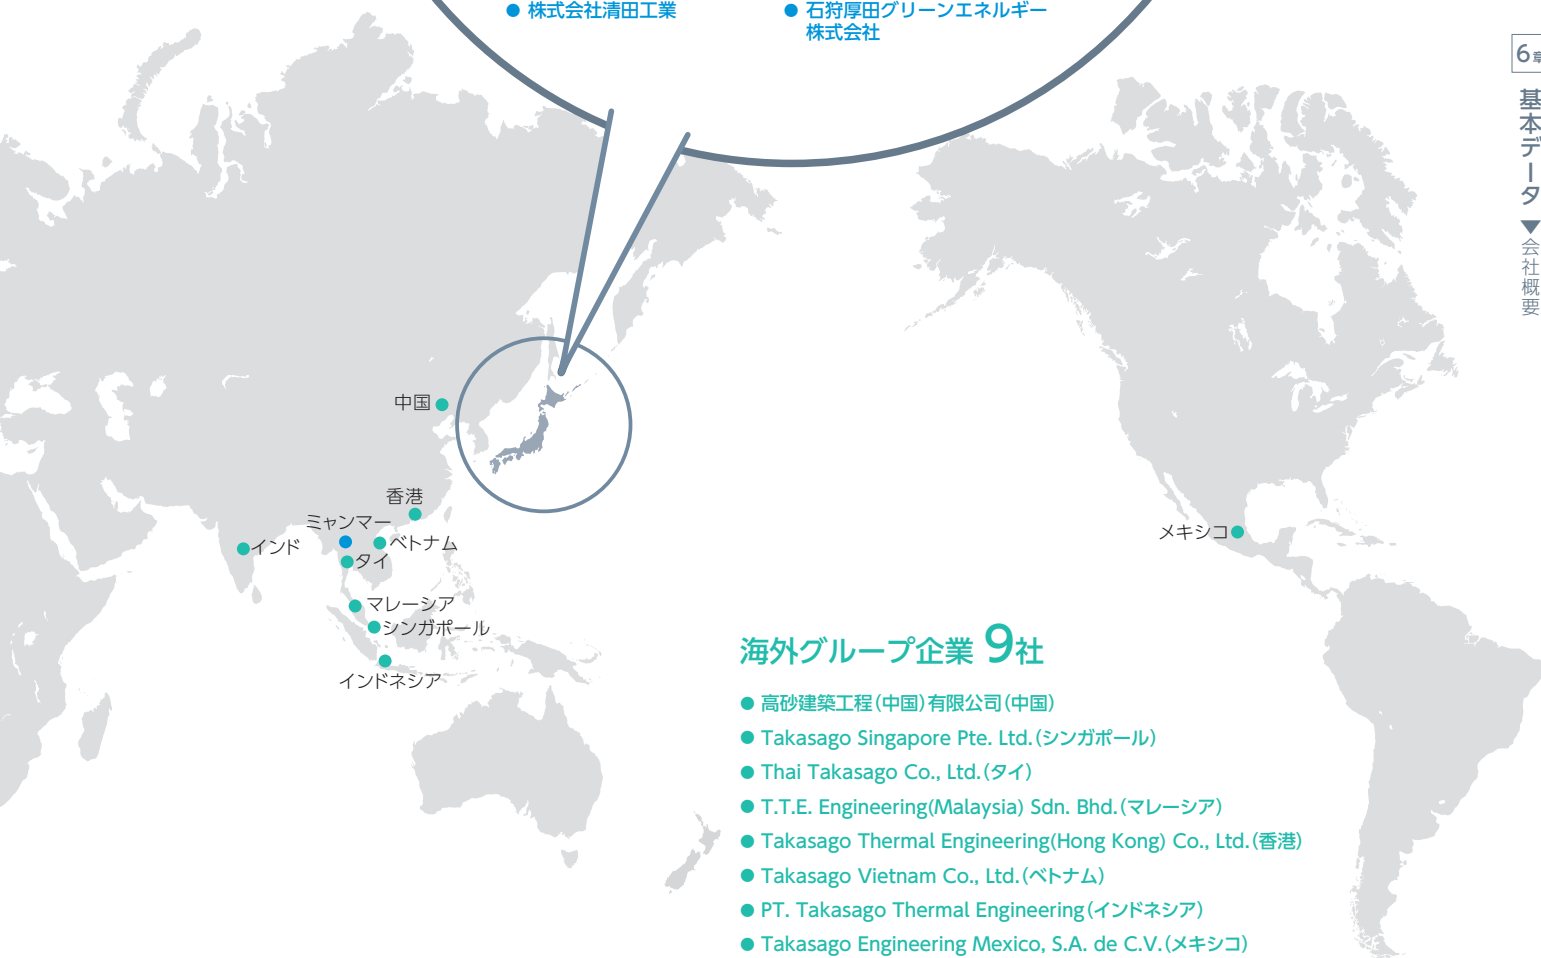 ● 株式会社清田工業
● 石狩厚田グリーンエネルギー
株式会社
6章
基本データ▼会社概要
中国
香港
ミャンマー
インド
ベトナム
タイ
マレーシア
シンガポール
インドネシア
メキシコ
海外グループ企業 9社
● 高砂建築工程(中国)有限公司(中国)
● Takasago Singapore Pte. Ltd.(シンガポール)
● Thai Takasago Co., Ltd.(タイ)
● T.T.E. Engineering(Malaysia) Sdn. Bhd.(マレーシア)
● Takasago Thermal Engineering(Hong Kong) Co., Ltd.(香港)
● Takasago Vietnam Co., Ltd.(ベトナム)
● PT. Takasago Thermal Engineering(インドネシア)
● Takasago Engineering Mexico, S.A. de C.V.(メキシコ)